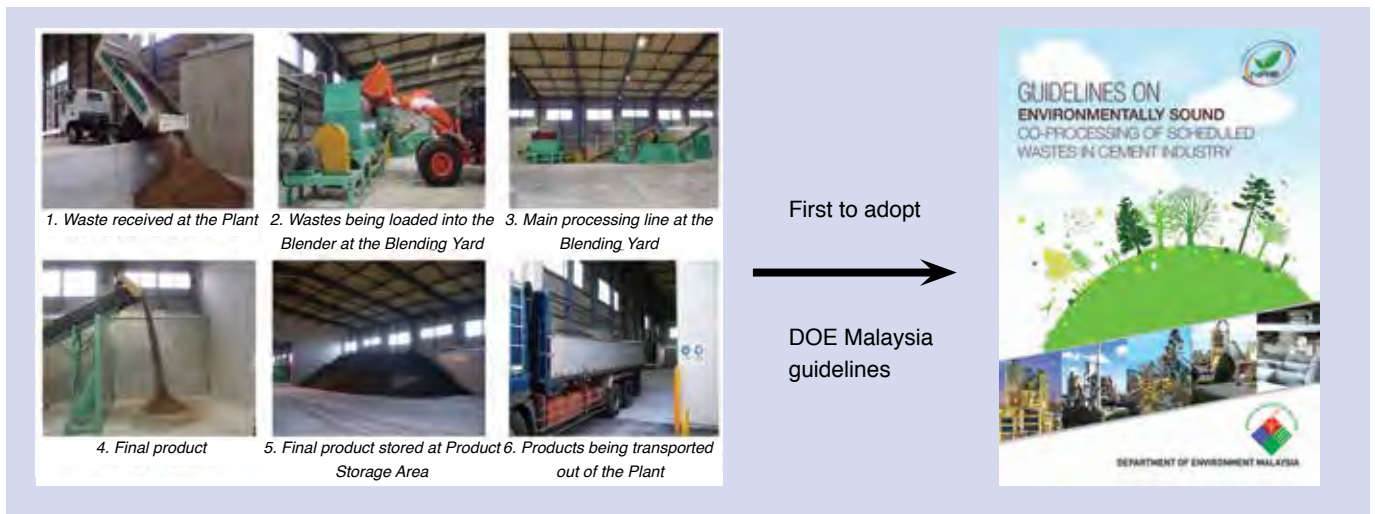 1. Waste received at the Plant
2. Wastes being loaded into the
Blender at the Blending Yard
3. Main processing line at the
Blending Yard
4. Final product
5. Final product stored at Product
Storage Area
6. Products being transported
out of the Plant
First to adopt
DOE Malaysia
guidelines
GUIDELINES ON
ENVIRONMENTALLY SOUND
CO-PROCESSING OF SCHEDULED
WASTES IN CEMENT INDUSTRY
DEPARTMENT OF ENVIRONMENT MALAYSIA